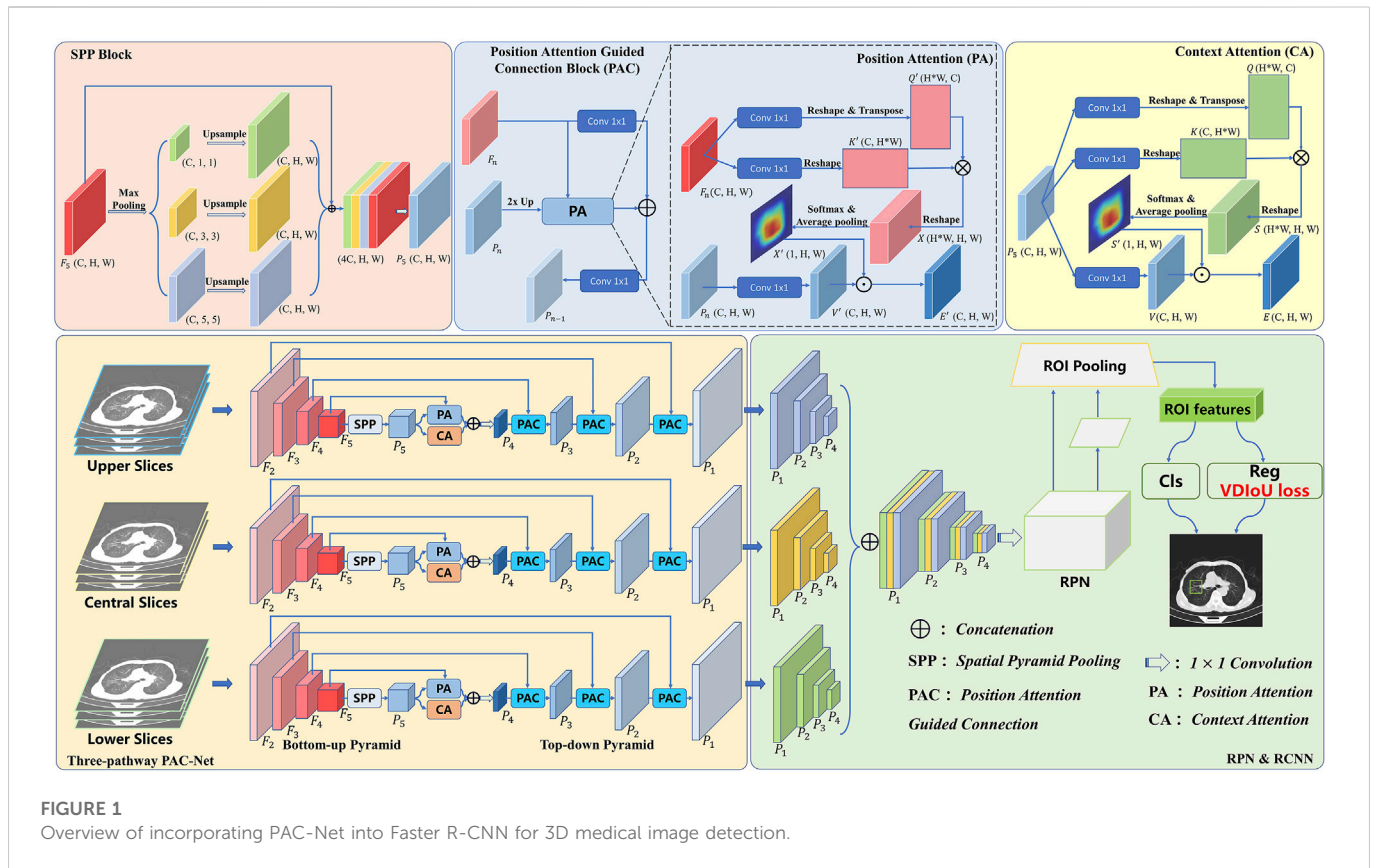 SPP Block
F5 (C, H, W)
Max
Pooling
(C, 1, 1)
Upsample
(C, H, W)
(C, 3, 3)
Upsample
(C, H, W)
(C, 5, 5)
Upsample
(C, H, W)
⊕
(4C, H, W)
P5 (C, H, W)
Position Attention Guided
Connection Block (PAC)
Fn
Conv 1x1
Pn
2x Up
PA
⊕
Conv 1x1
Pn−1
Position Attention (PA)
Q′ (H*W, C)
Conv 1x1
Reshape & Transpose
K′ (C, H*W)
Conv 1x1
Reshape
⊗
Fn(C, H, W)
Softmax &
Average pooling
Reshape
X (H*W, H, W)
X′ (1, H, W)
Conv 1x1
Pn (C, H, W)
V′ (C, H, W)
E′ (C, H, W)
Context Attention (CA)
Q (H*W, C)
Conv 1x1
Reshape & Transpose
K (C, H*W)
Conv 1x1
Reshape
⊗
P5 (C, H, W)
Softmax &
Average pooling
Reshape
S (H*W, H, W)
S′ (1, H, W)
Conv 1x1
V(C, H, W)
E (C, H, W)
Upper Slices
F2
F3
F4
F5
SPP
P5
PA
CA
⊕
P4
PAC
P3
PAC
P2
PAC
P1
Central Slices
F2
F3
F4
F5
SPP
P5
PA
CA
⊕
P4
PAC
P3
PAC
P2
PAC
P1
Lower Slices
F2
F3
F4
F5
SPP
P5
PA
CA
⊕
P4
PAC
P3
PAC
P2
PAC
P1
Bottom-up Pyramid
Top-down Pyramid
Three-pathway PAC-Net
P1
P2
P3
P4
P1
P2
P3
P4
P1
P2
P3
P4
⊕
P1
P2
P3
P4
RPN
ROI Pooling
ROI features
Cls
Reg
VDIoU loss
⊕ : Concatenation
SPP : Spatial Pyramid Pooling
PAC : Position Attention
Guided Connection
: 1 × 1 Convolution
PA : Position Attention
CA : Context Attention
RPN & RCNN
FIGURE 1
Overview of incorporating PAC-Net into Faster R-CNN for 3D medical image detection.